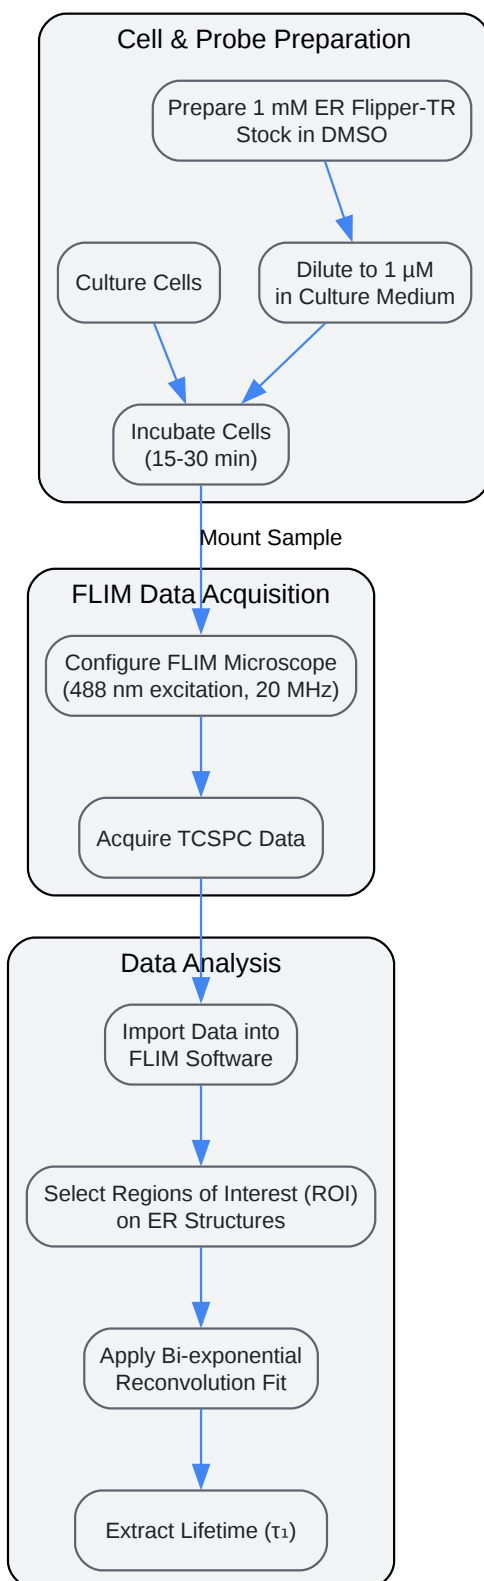 Cell & Probe Preparation
Prepare 1 mM ER Flipper-TR
Stock in DMSO
Culture Cells
Dilute to 1 µM
in Culture Medium
Incubate Cells
(15-30 min)
Mount Sample
FLIM Data Acquisition
Configure FLIM Microscope
(488 nm excitation, 20 MHz)
Acquire TCSPC Data
Data Analysis
Import Data into
FLIM Software
Select Regions of Interest (ROI)
on ER Structures
Apply Bi-exponential
Reconvolution Fit
Extract Lifetime (τ₁)